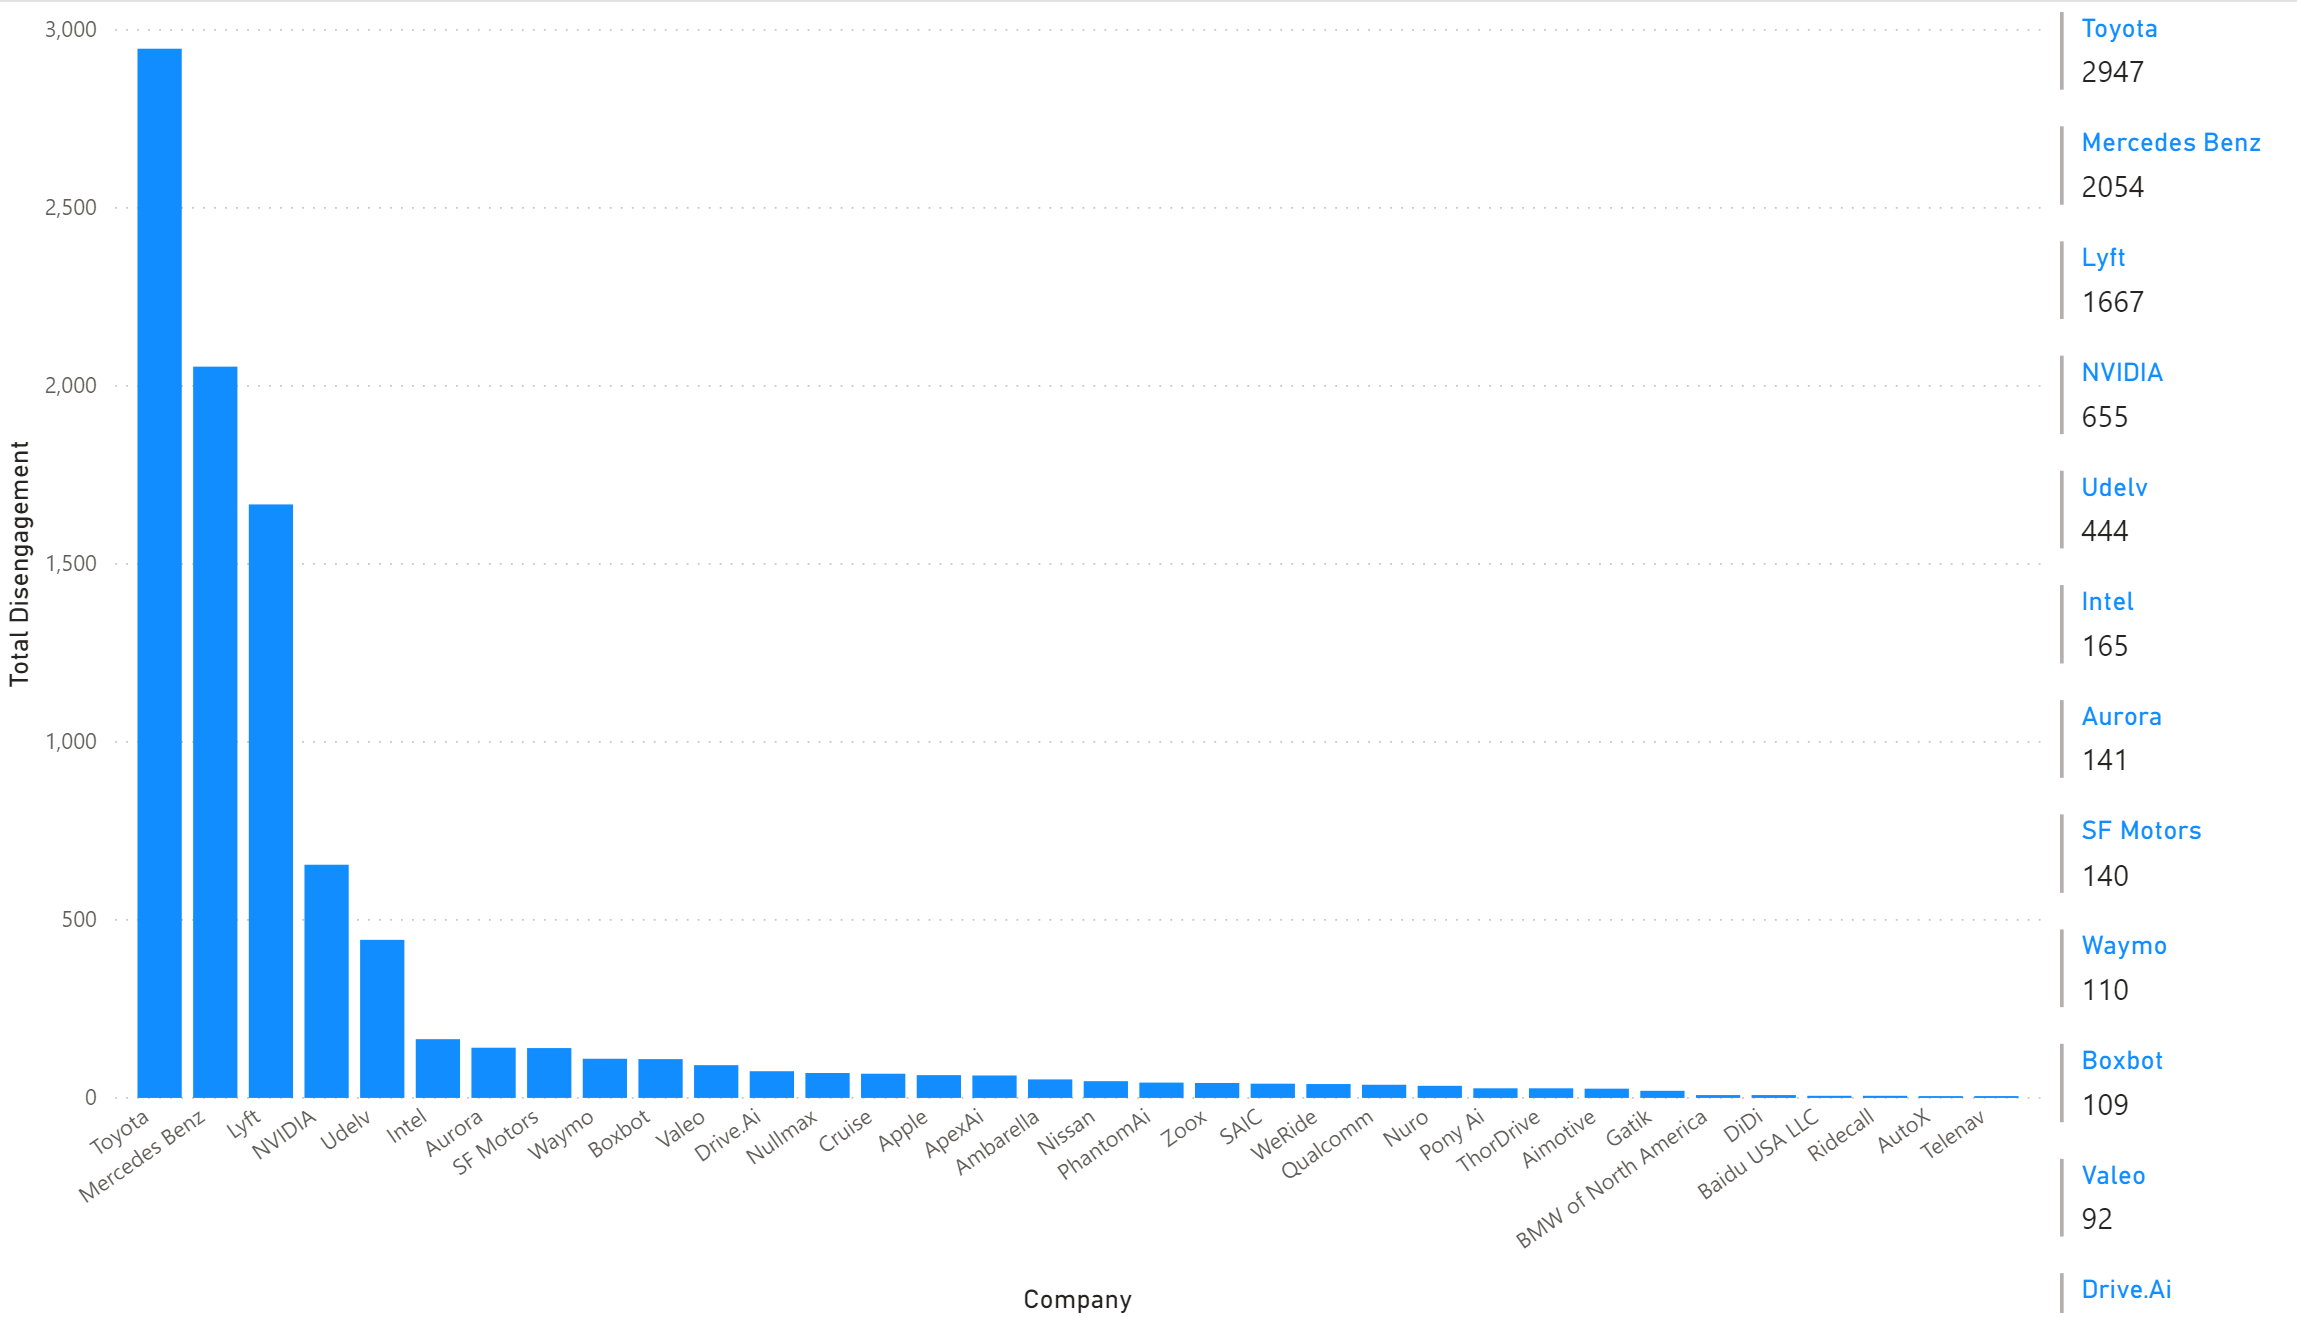 3,000
2,500
2,000
1,500
1,000
500
0
Total Disengagement
Toyota
Mercedes Benz
Lyft
NVIDIA
Udelv
Intel
Aurora
SF Motors
Waymo
Boxbot
Valeo
Drive.Ai
Nullmax
Cruise
Apple
ApexAi
Ambarella
Nissan
PhantomAi
Zoox
SAIC
WeRide
Qualcomm
Nuro
Pony Ai
ThorDrive
Aimotive
Gatik
BMW of North America
DiDi
Baidu USA LLC
Ridecall
AutoX
Telenav
Company
Toyota
2947
Mercedes Benz
2054
Lyft
1667
NVIDIA
655
Udelv
444
Intel
165
Aurora
141
SF Motors
140
Waymo
110
Boxbot
109
Valeo
92
Drive.Ai